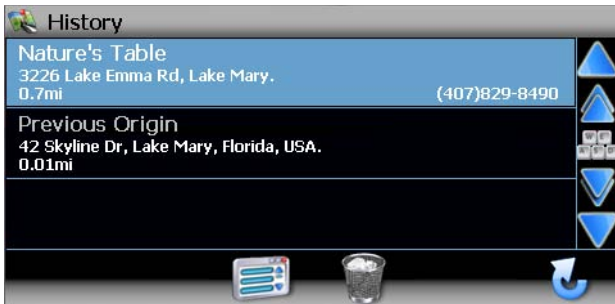 History
Nature's Table
3226 Lake Emma Rd, Lake Mary.
0.7mi (407)829-8490
Previous Origin
42 Skyline Dr, Lake Mary, Florida, USA.
0.01mi